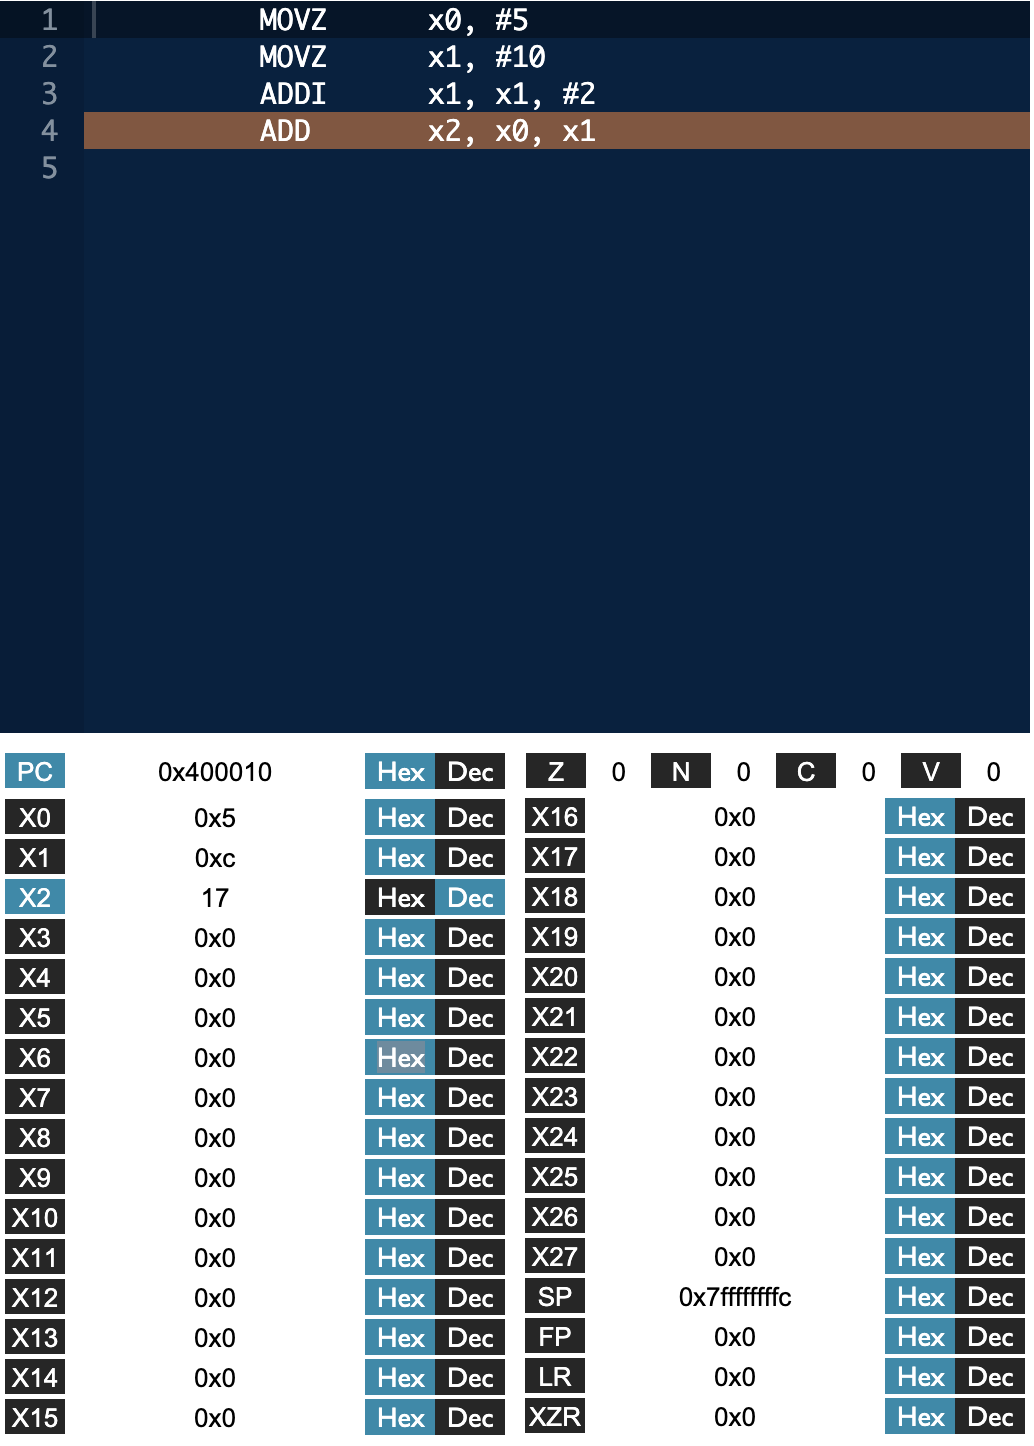 1 MOVZ x0, #5
2 MOVZ x1, #10
3 ADDI x1, x1, #2
4 ADD x2, x0, x1
5
PC 0x400010 Hex Dec Z 0 N 0 C 0 V 0
X0 0x5 Hex Dec X16 0x0 Hex Dec
X1 0xc Hex Dec X17 0x0 Hex Dec
X2 17 Hex Dec X18 0x0 Hex Dec
X3 0x0 Hex Dec X19 0x0 Hex Dec
X4 0x0 Hex Dec X20 0x0 Hex Dec
X5 0x0 Hex Dec X21 0x0 Hex Dec
X6 0x0 Hex Dec X22 0x0 Hex Dec
X7 0x0 Hex Dec X23 0x0 Hex Dec
X8 0x0 Hex Dec X24 0x0 Hex Dec
X9 0x0 Hex Dec X25 0x0 Hex Dec
X10 0x0 Hex Dec X26 0x0 Hex Dec
X11 0x0 Hex Dec X27 0x0 Hex Dec
X12 0x0 Hex Dec SP 0x7ffffffffc Hex Dec
X13 0x0 Hex Dec FP 0x0 Hex Dec
X14 0x0 Hex Dec LR 0x0 Hex Dec
X15 0x0 Hex Dec XZR 0x0 Hex Dec